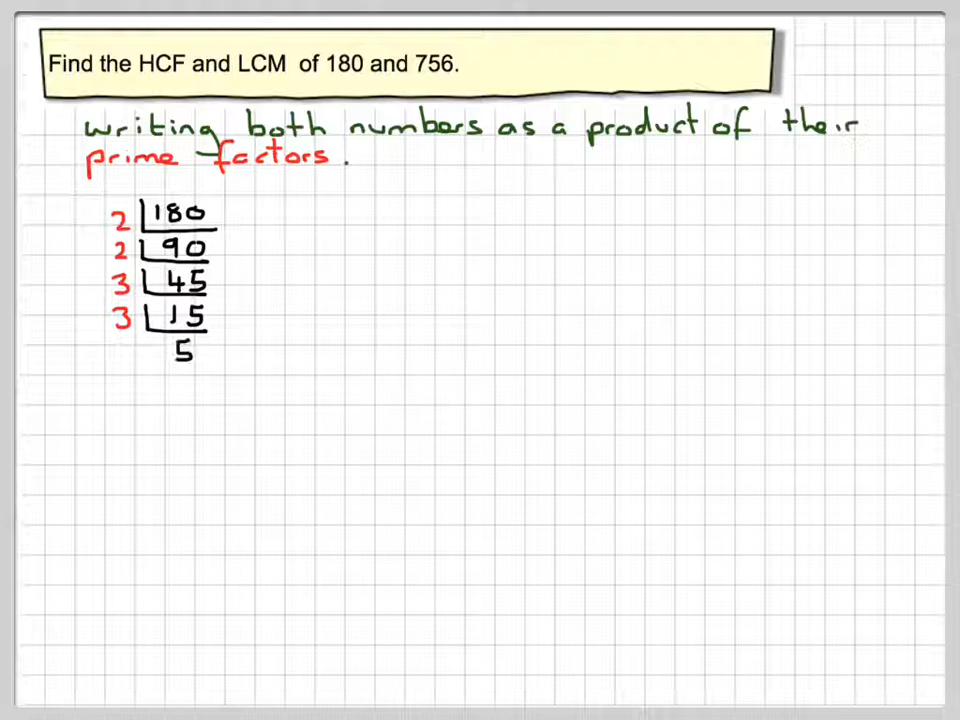 Find the HCF and LCM of 180 and 756.
writing both numbers as a product of their
prime factors.
2 180
2 90
3 45
3 15
5